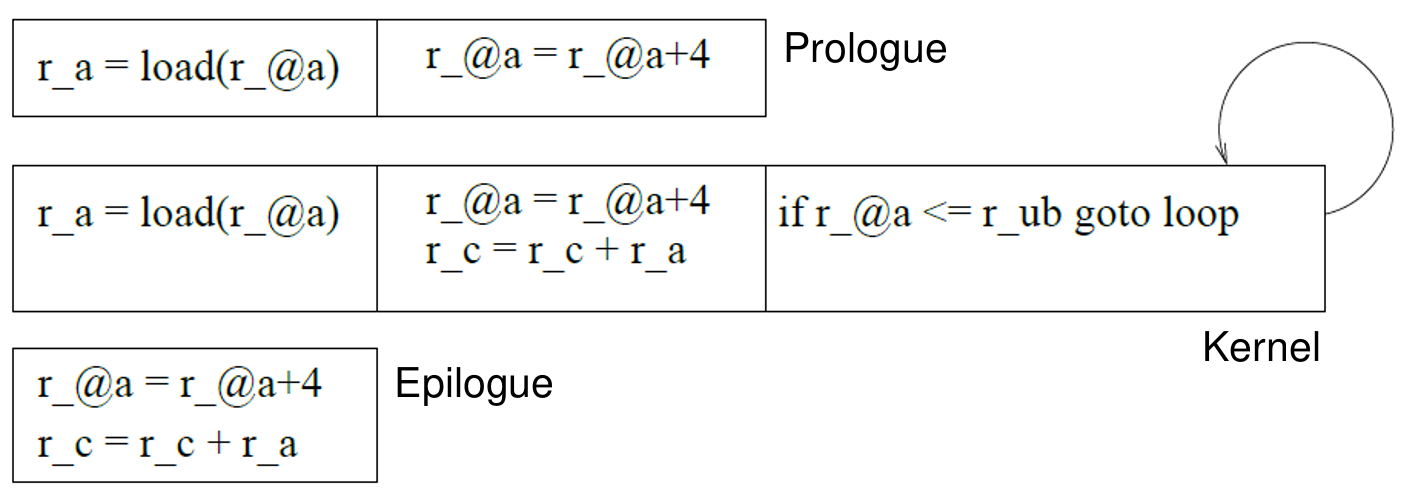 r_a = load(r_@a)
r_@a = r_@a+4
Prologue
r_a = load(r_@a)
r_@a = r_@a+4
r_c = r_c + r_a
if r_@a <= r_ub goto loop
Kernel
r_@a = r_@a+4
r_c = r_c + r_a
Epilogue